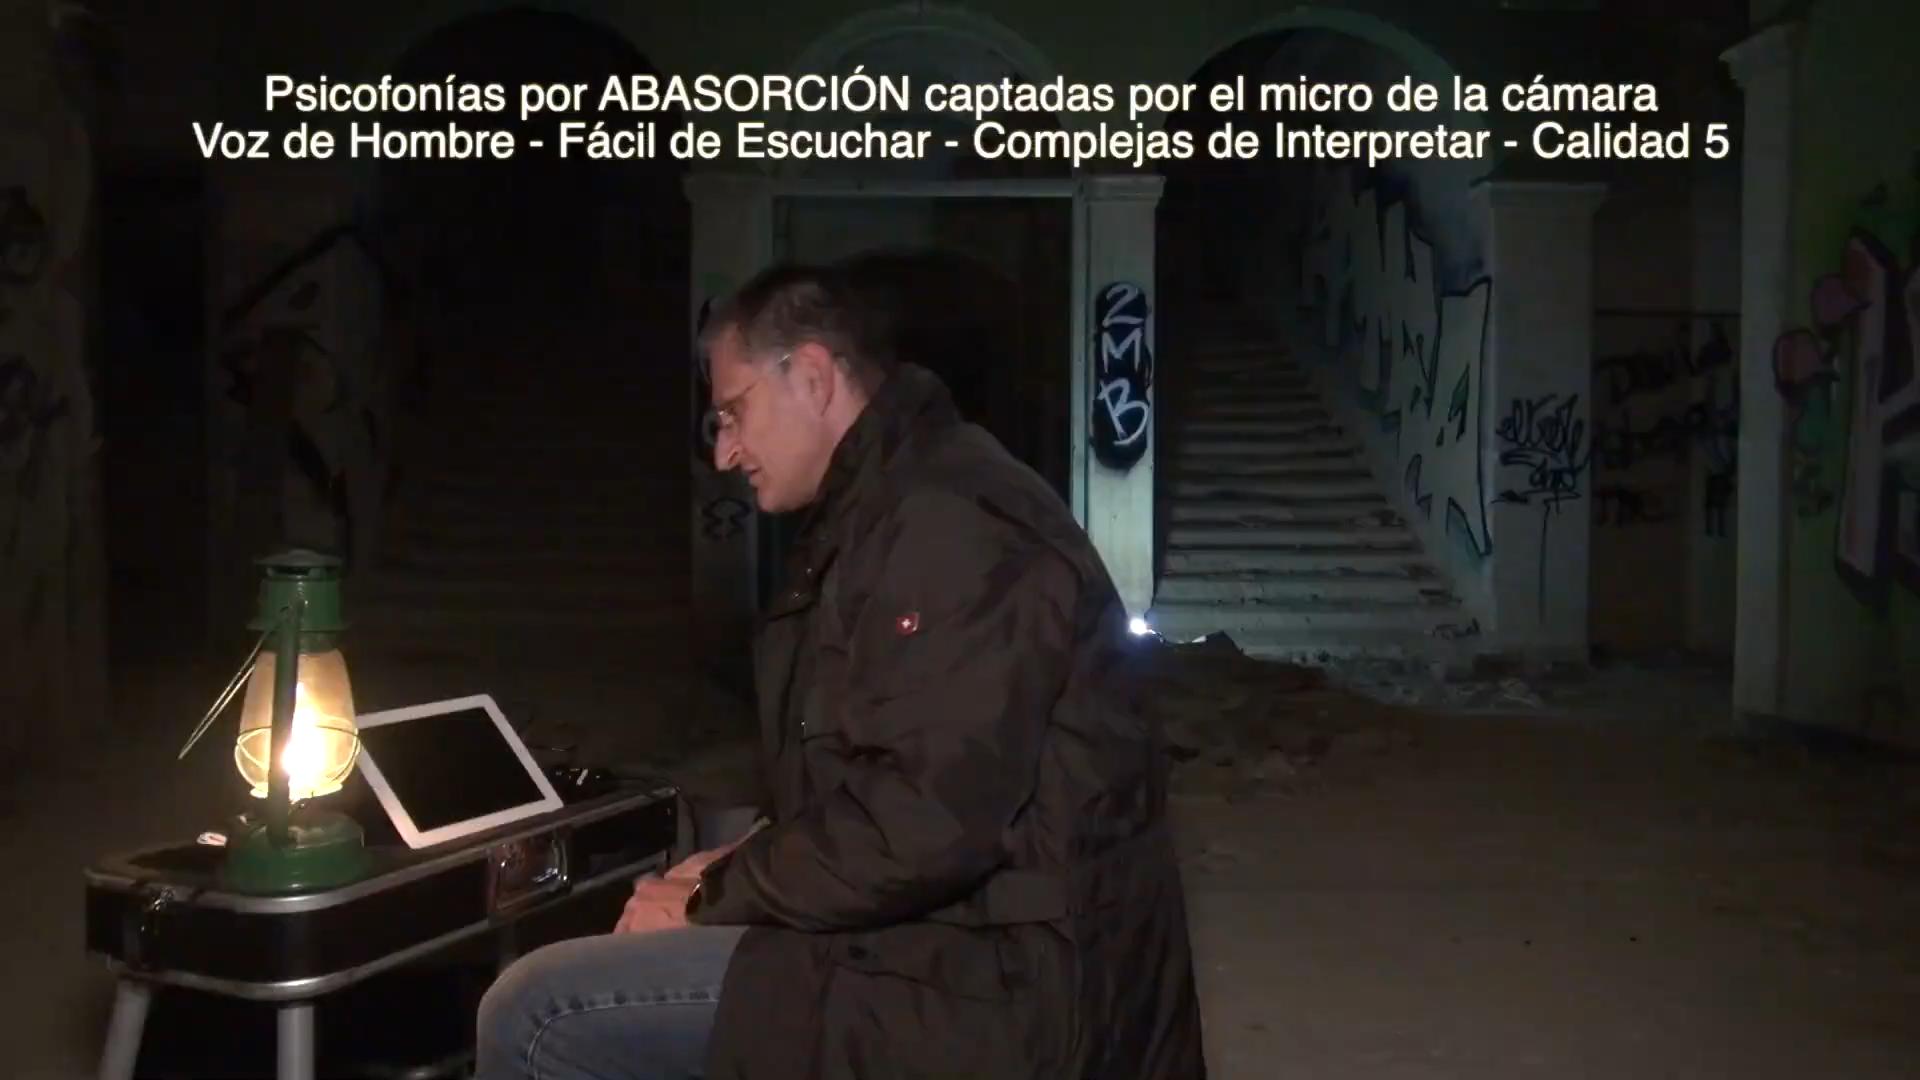 Psicofonías por ABASORCIÓN captadas por el micro de la cámara
Voz de Hombre - Fácil de Escuchar - Complejas de Interpretar - Calidad 5
2
M
B